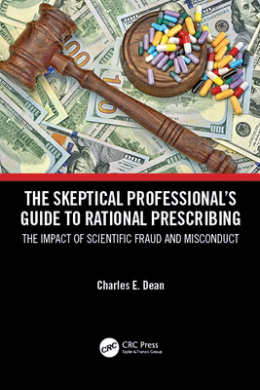 THE SKEPTICAL PROFESSIONAL'S
GUIDE TO RATIONAL PRESCRIBING
THE IMPACT OF SCIENTIFIC FRAUD AND MISCONDUCT
Charles E. Dean
CRC
CRC Press
Taylor & Francis Group